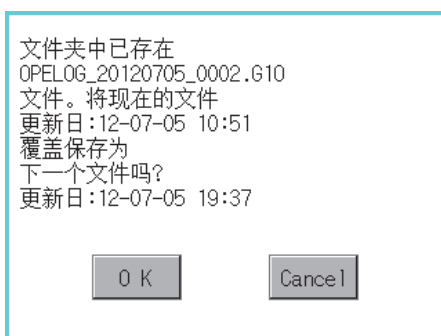 文件夹中已存在
OPELOG_20120705_0002.G10
文件。将现在的文件
更新日:12-07-05 10:51
覆盖保存为
下一个文件吗?
更新日:12-07-05 19:37
OK
Cancel